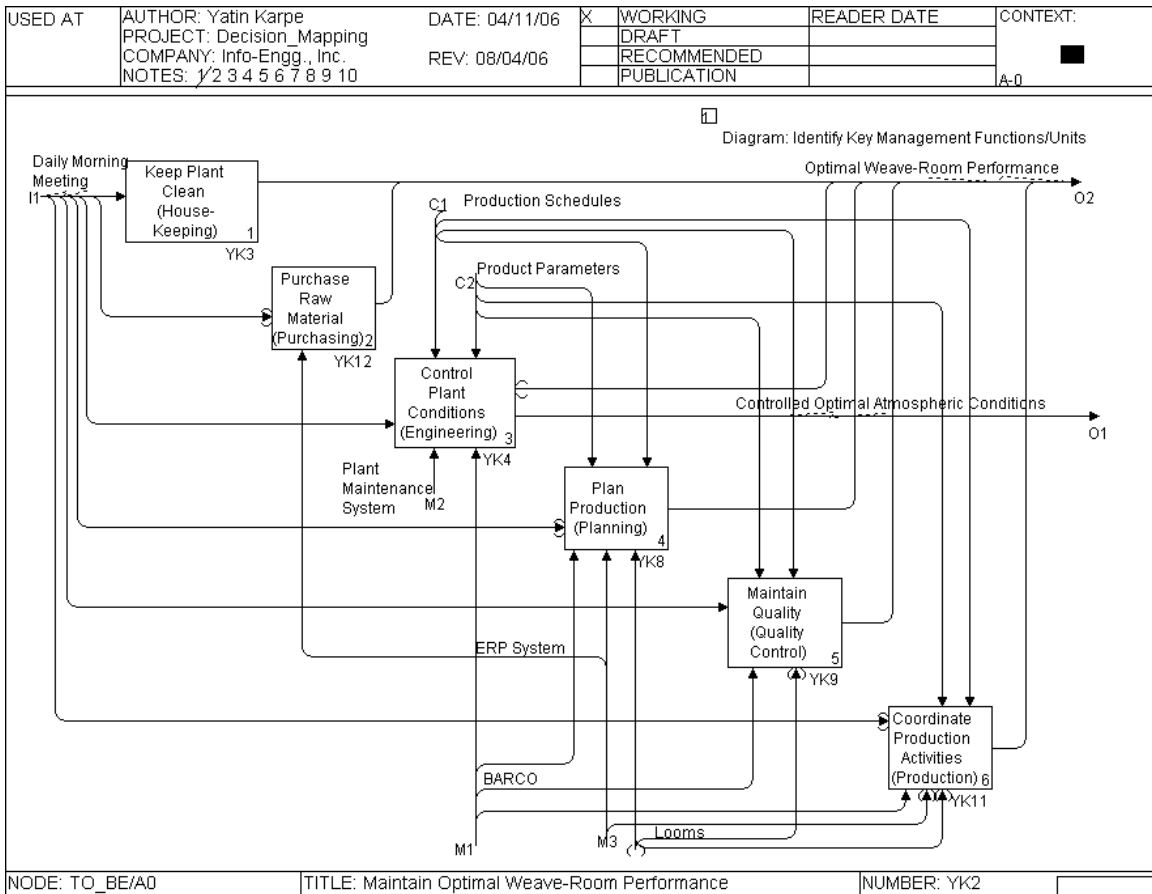 USED AT
AUTHOR: Yatin Karpe
DATE: 04/11/06
PROJECT: Decision_Mapping
COMPANY: Info-Engg., Inc.
REV: 08/04/06
NOTES: 1 2 3 4 5 6 7 8 9 10
X WORKING
DRAFT
RECOMMENDED
PUBLICATION
READER DATE
CONTEXT:
A-0
1
Diagram: Identify Key Management Functions/Units
Daily Morning
Meeting
I1
Keep Plant
Clean
(House-
Keeping)
1
YK3
Optimal Weave-Room Performance
O2
C1 Production Schedules
Purchase
Raw
Material
(Purchasing) 2
YK12
Product Parameters
C2
Control
Plant
Conditions
(Engineering) 3
YK4
Controlled Optimal Atmospheric Conditions
O1
Plant
Maintenance
System
M2
Plan
Production
(Planning)
4
YK8
Maintain
Quality
(Quality
Control)
5
YK9
ERP System
Coordinate
Production
Activities
(Production) 6
YK11
BARCO
Looms
M1
M3
NODE: TO_BE/A0
TITLE: Maintain Optimal Weave-Room Performance
NUMBER: YK2